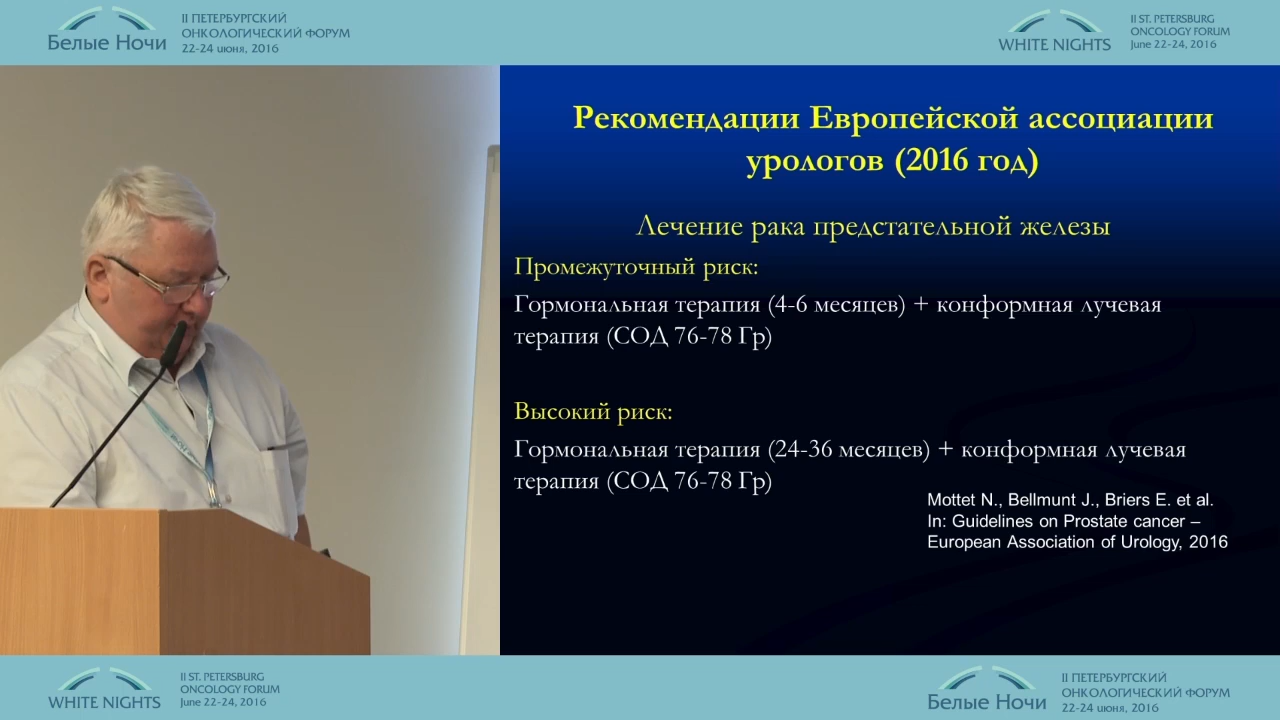 Белые Ночи
II ПЕТЕРБУРГСКИЙ
ОНКОЛОГИЧЕСКИЙ ФОРУМ
22-24 июня, 2016
WHITE NIGHTS
II ST. PETERSBURG
ONCOLOGY FORUM
June 22-24, 2016
Рекомендации Европейской ассоциации
урологов (2016 год)
Лечение рака предстательной железы
Промежуточный риск:
Гормональная терапия (4-6 месяцев) + конформная лучевая
терапия (СОД 76-78 Гр)
Высокий риск:
Гормональная терапия (24-36 месяцев) + конформная лучевая
терапия (СОД 76-78 Гр)
Mottet N., Bellmunt J., Briers E. et al.
In: Guidelines on Prostate cancer –
European Association of Urology, 2016
WHITE NIGHTS
II ST. PETERSBURG
ONCOLOGY FORUM
June 22-24, 2016
Белые Ночи
II ПЕТЕРБУРГСКИЙ
ОНКОЛОГИЧЕСКИЙ ФОРУМ
22-24 июня, 2016